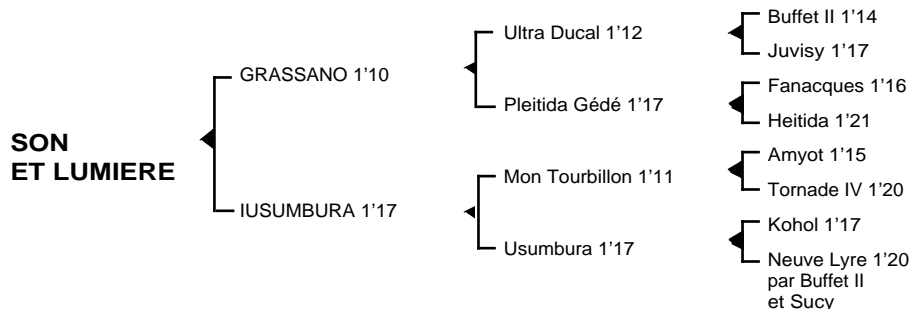 SON
ET LUMIERE
GRASSANO 1’10
IUSUMBURA 1’17
Ultra Ducal 1’12
Pleitida Gédé 1’17
Mon Tourbillon 1’11
Usumbura 1’17
Buffet II 1’14
Juvisy 1’17
Fanacques 1’16
Heitida 1’21
Amyot 1’15
Tornade IV 1’20
Kohol 1’17
Neuve Lyre 1’20
par Buffet II
et Sucy